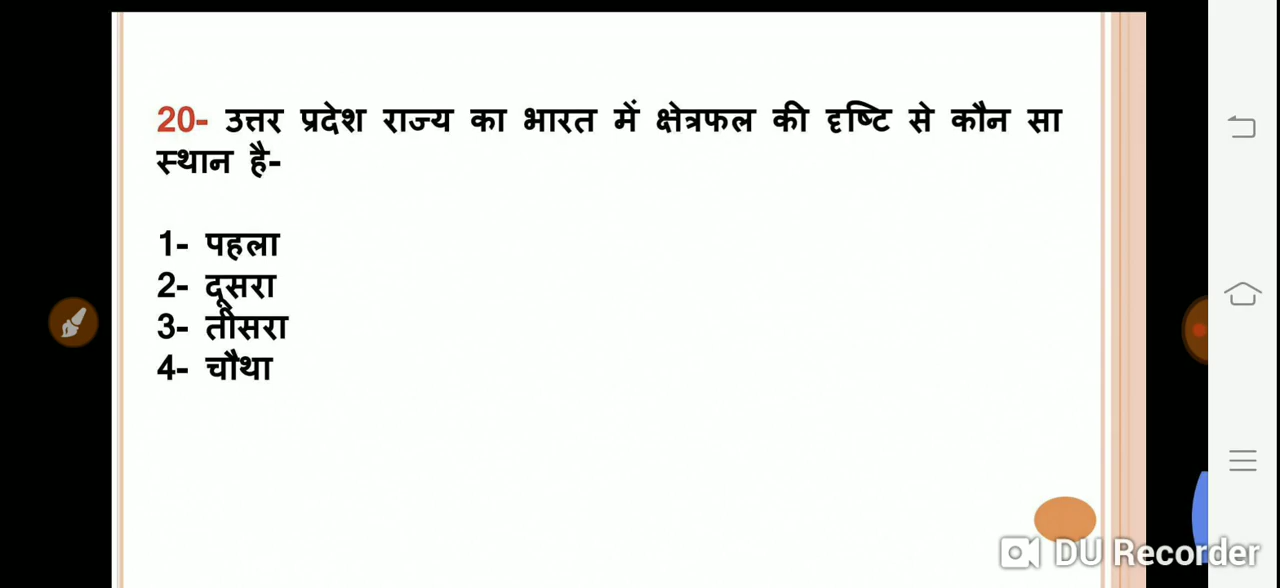 20- उत्तर प्रदेश राज्य का भारत में क्षेत्रफल की दृष्टि से कौन सा
स्थान है-
1- पहला
2- दूसरा
3- तीसरा
4- चौथा
DU Recorder